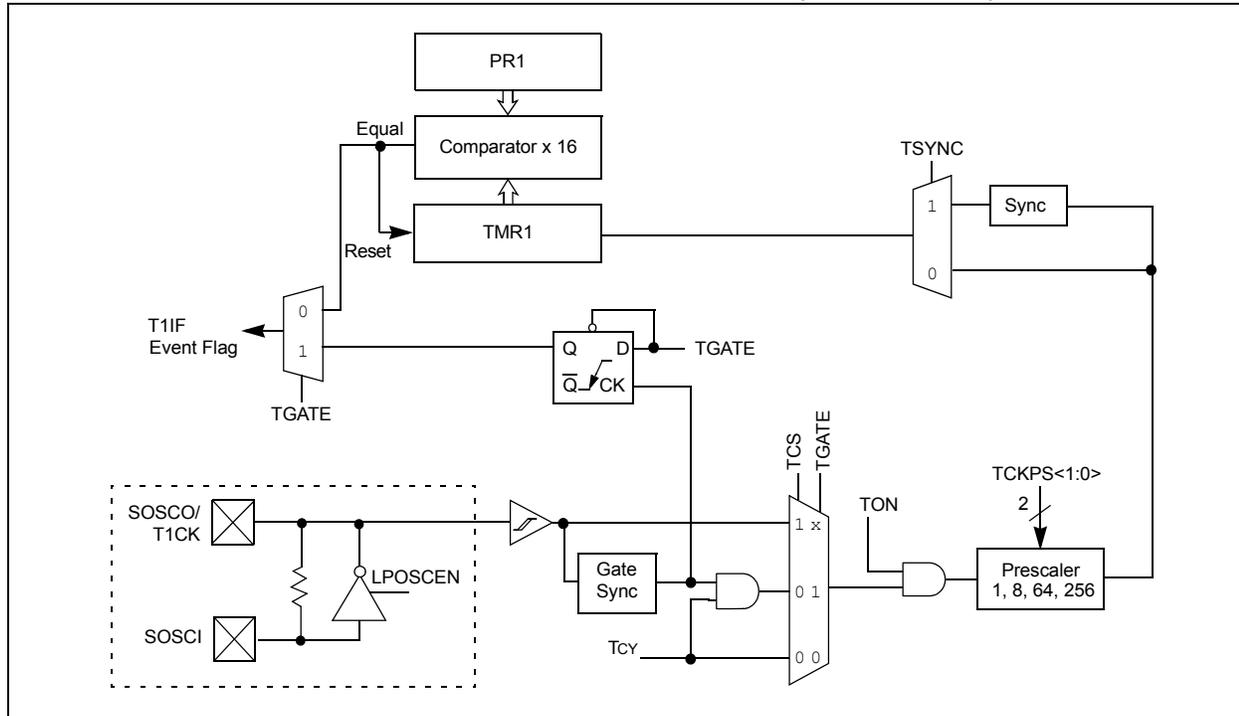 PR1
Equal
Comparator x 16
TSYNC
1
Sync
Reset
TMR1
0
T1IF
Event Flag
0
1
TGATE
Q
D
TGATE
Q
CK
TCS
TGATE
TCKPS<1:0>
2
TON
SOSCO/
T1CK
1 x
LPOSCEN
Gate
Sync
0 1
Prescaler
1, 8, 64, 256
SOSCI
TCY
0 0